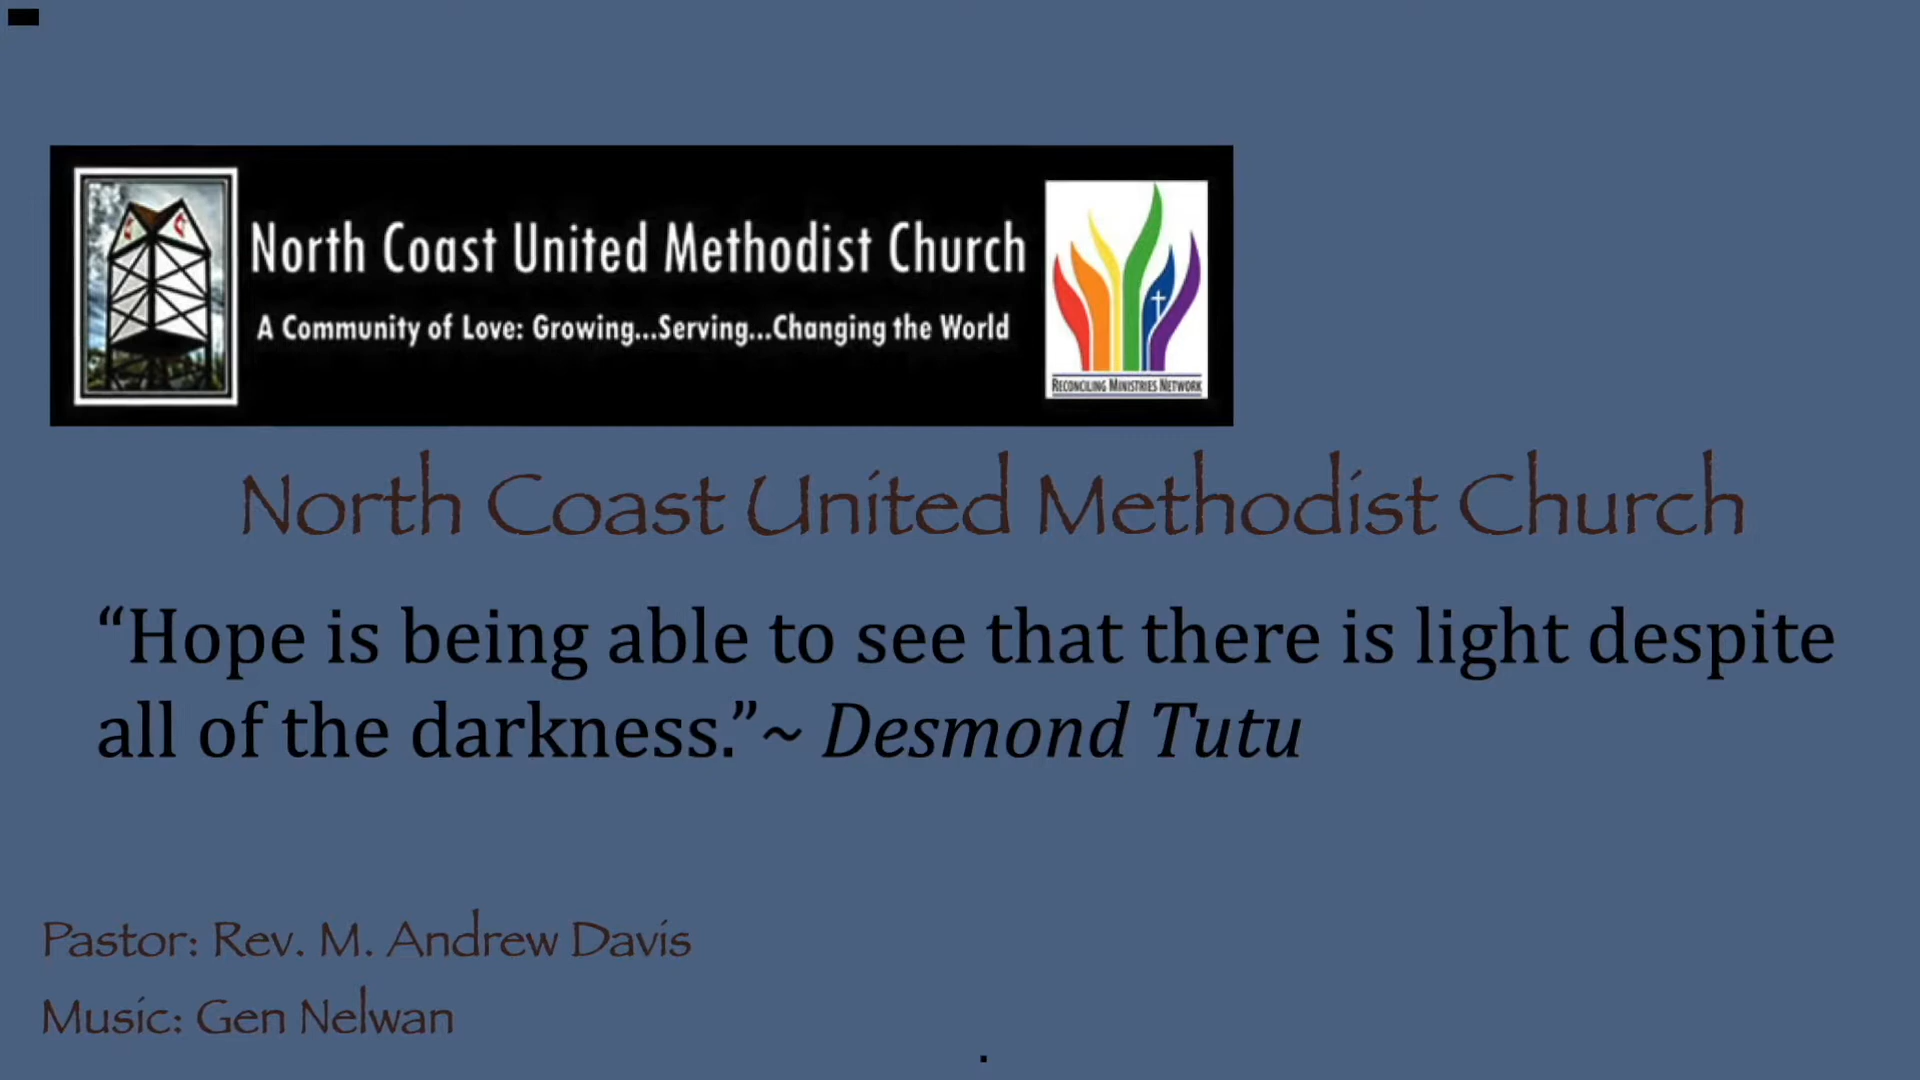 North Coast United Methodist Church
A Community of Love: Growing...Serving...Changing the World
RECONCILING MINISTRIES NETWORK
North Coast United Methodist Church
“Hope is being able to see that there is light despite
all of the darkness.”~ Desmond Tutu
Pastor: Rev. M. Andrew Davis
Music: Gen Nelwan
.